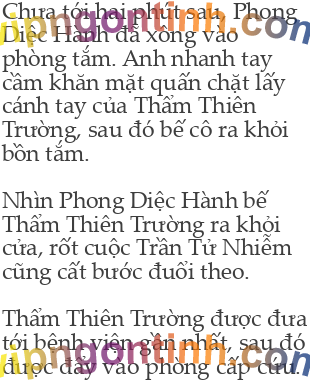 Chưa tới hai phút sau, Phong
Diệc Hành đã xông vào
phòng tắm. Anh nhanh tay
cầm khăn mặt quấn chặt lấy
cánh tay của Thẩm Thiên
Trường, sau đó bế cô ra khỏi
bồn tắm.
Nhìn Phong Diệc Hành bế
Thẩm Thiên Trường ra khỏi
cửa, rốt cuộc Trần Tử Nhiễm
cũng cất bước đuổi theo.
Thẩm Thiên Trường được đưa
tới bệnh viện gần nhất, sau đó
được đẩy vào phòng cấp cứu.
vipngontinh.com
vipngontinh.com